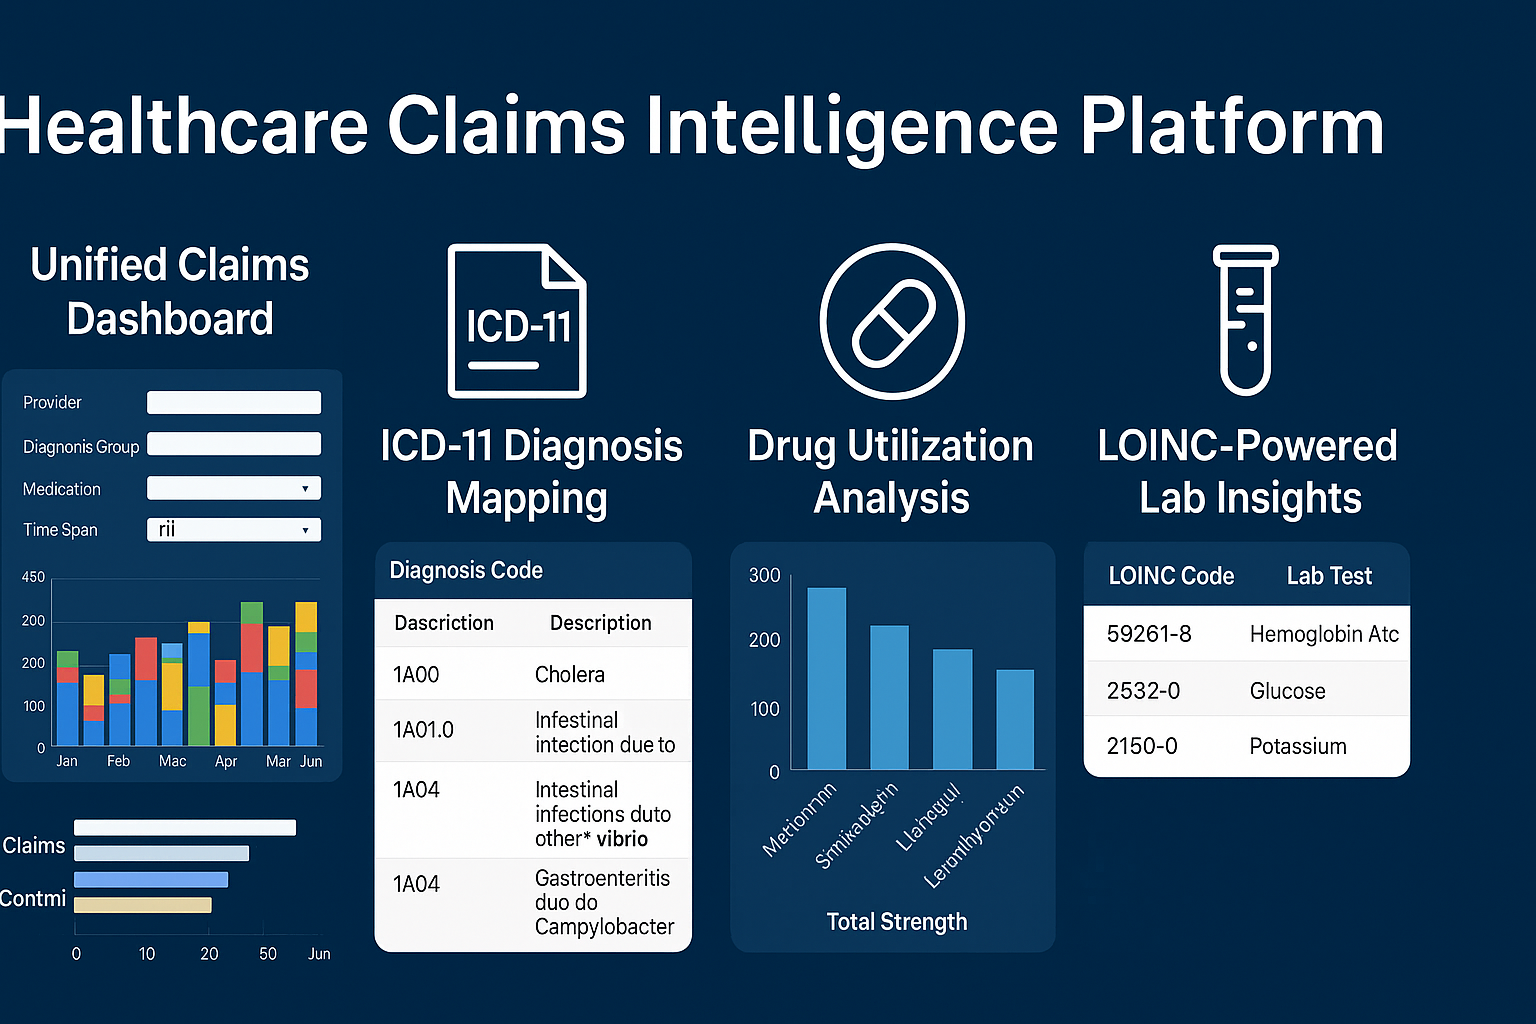 Healthcare Claims Intelligence Platform
Unified Claims
Dashboard
Provider
Diagnonis Group
Medication
Time Span
rii
450
200
200
100
0
Jan Feb Mac Apr Mar Jun
Claims
Contmi
0 10 20 50 Jun
ICD-11
ICD-11 Diagnosis
Mapping
Diagnosis Code
Dascriction Description
1A00 Cholera
1A01.0 Infestinal
intection due to
1A04 Intestinal
infections duto
other* vibrio
1A04 Gastroenteritis
duo do
Campylobacter
Drug Utilization
Analysis
300
200
100
0
Total Strength
LOINC-Powered
Lab Insights
LOINC Code Lab Test
59261-8 Hemoglobin Atc
2532-0 Glucose
2150-0 Potassium